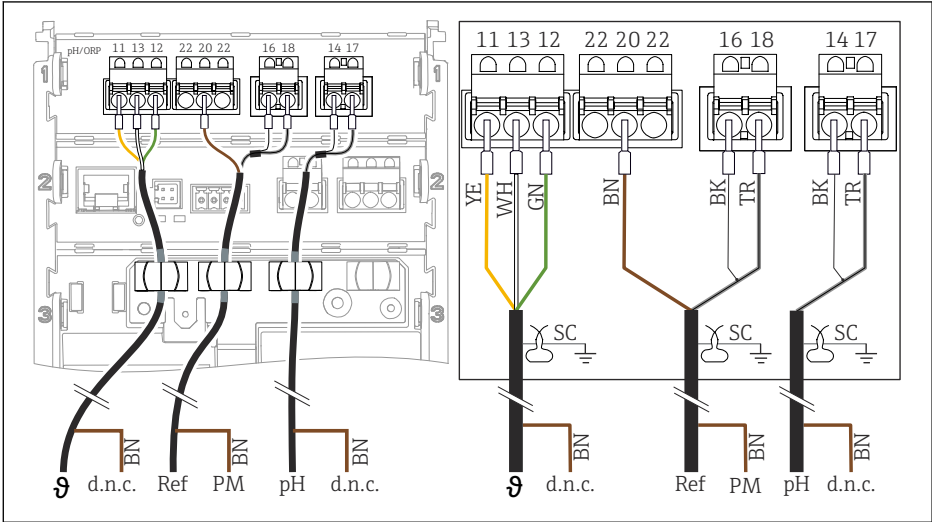 pH/ORP 11 13 12 22 20 22 16 18 14 17
1
1
2
2
3
3
BN BN BN
ϑ d.n.c. Ref PM pH d.n.c.
11 13 12 22 20 22 16 18 14 17
YE WH GN BN BK TR BK TR
SC SC SC
BN BN BN
ϑ d.n.c. Ref PM pH d.n.c.